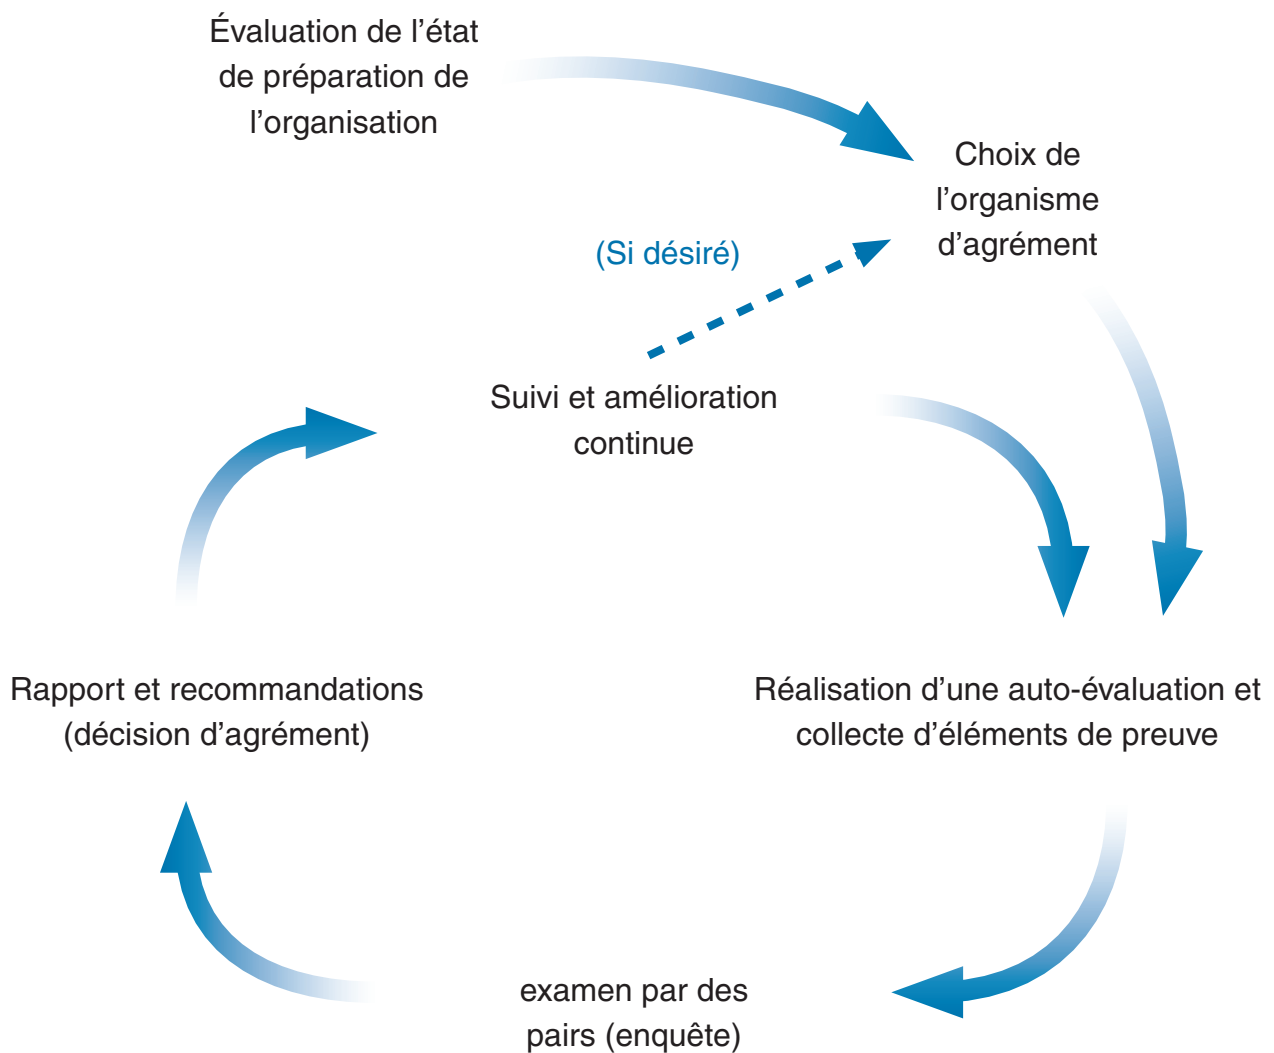 Évaluation de l’état
de préparation de
l’organisation
Choix de
l’organisme
d’agrément
(Si désiré)
Suivi et amélioration
continue
Rapport et recommandations
(décision d’agrément)
Réalisation d’une auto-évaluation et
collecte d’éléments de preuve
examen par des
pairs (enquête)